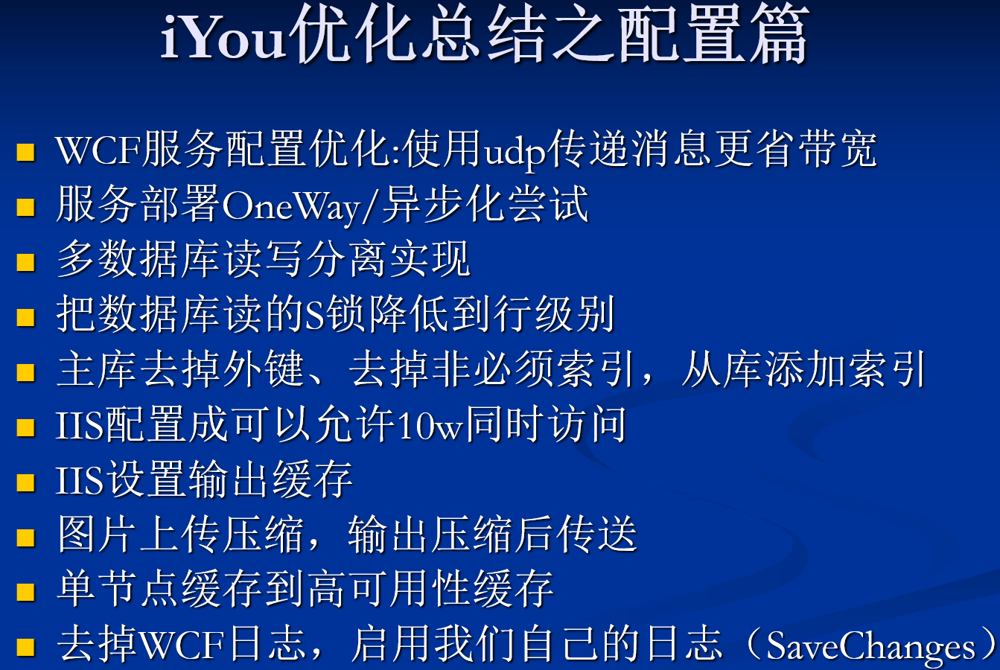 iYou优化总结之配置篇
WCF服务配置优化:使用udp传递消息更省带宽
服务部署OneWay/异步化尝试
多数据库读写分离实现
把数据库读的S锁降低到行级别
主库去掉外键、去掉非必须索引，从库添加索引
IIS配置成可以允许10w同时访问
IIS设置输出缓存
图片上传压缩，输出压缩后传送
单节点缓存到高可用性缓存
去掉WCF日志，启用我们自己的日志（SaveChanges）